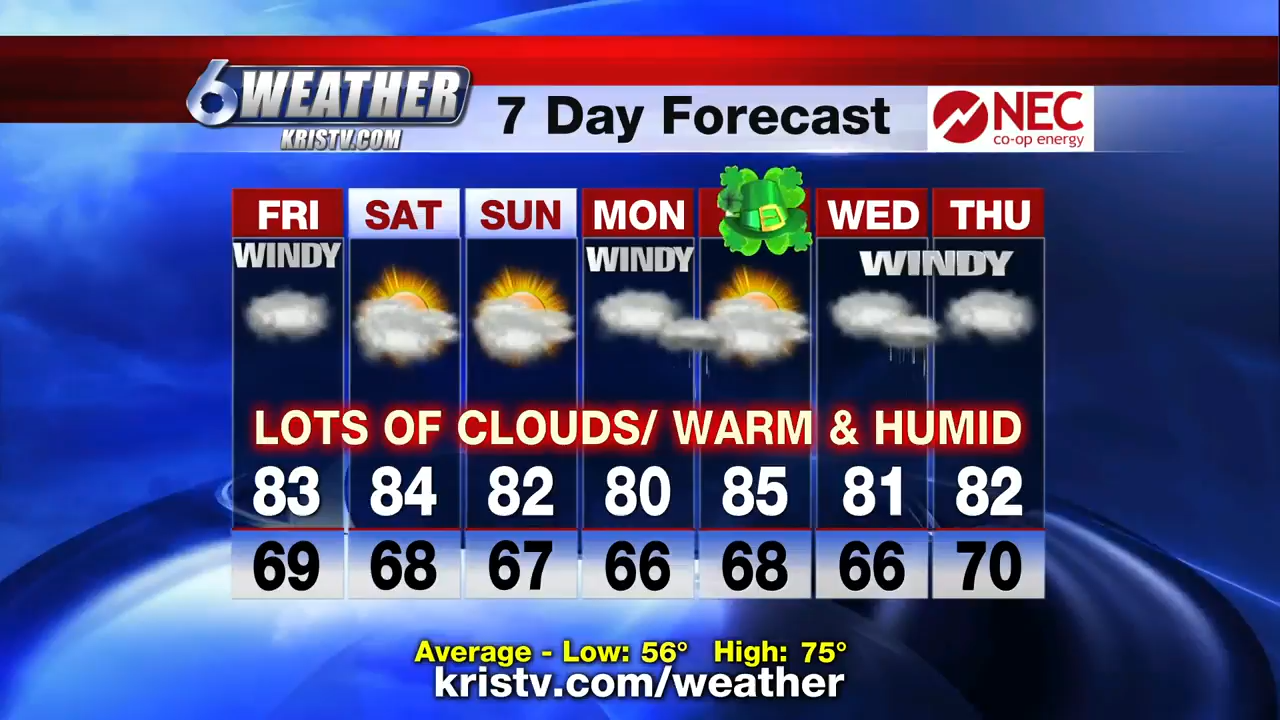 6 WEATHER
KRISTV.COM
7 Day Forecast
NEC
co-op energy
FRI SAT SUN MON WED THU
WINDY WINDY WINDY
LOTS OF CLOUDS/ WARM & HUMID
83 84 82 80 85 81 82
69 68 67 66 68 66 70
Average - Low: 56° High: 75°
kristv.com/weather